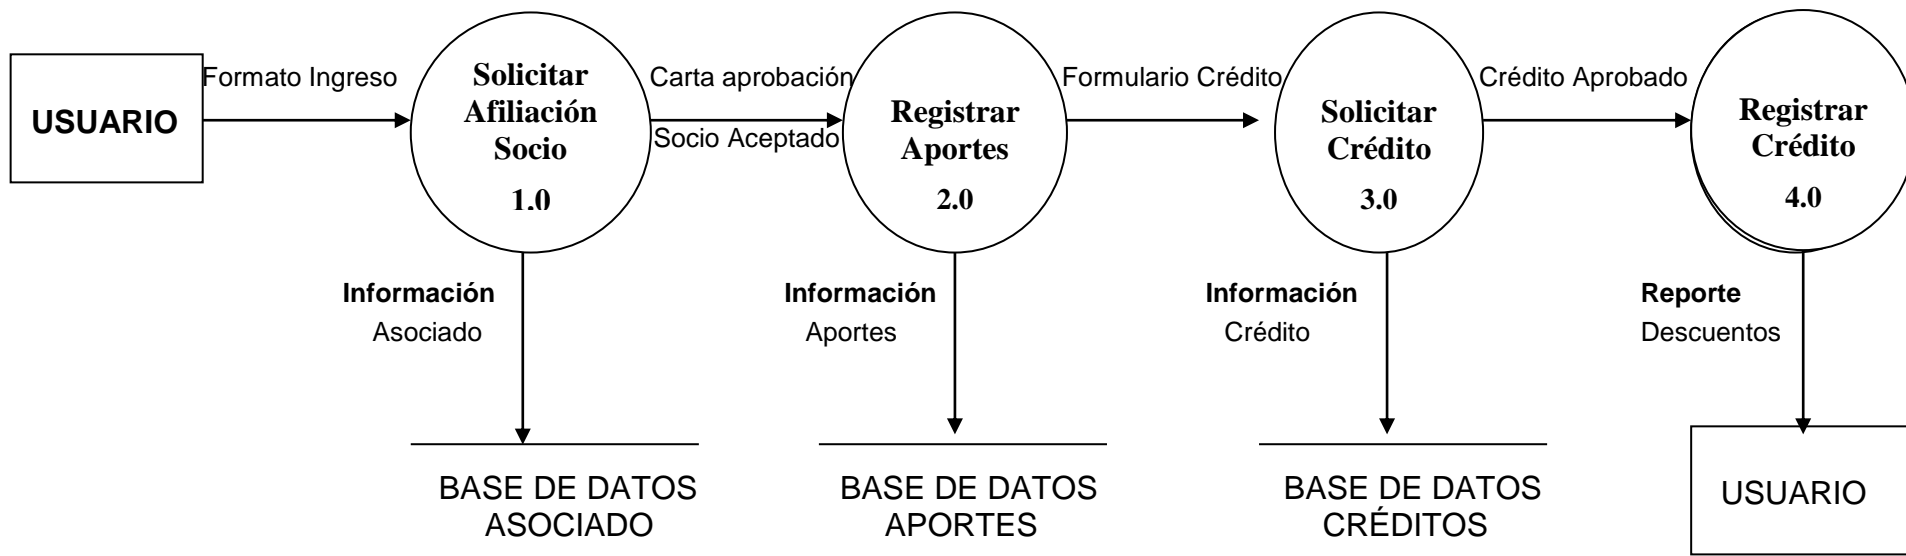 USUARIO
Formato Ingreso
Solicitar
Afiliación
Socio
1.0
Carta aprobación
Socio Aceptado
Registrar
Aportes
2.0
Formulario Crédito
Solicitar
Crédito
3.0
Crédito Aprobado
Registrar
Crédito
4.0
Información
Asociado
Información
Aportes
Información
Crédito
Reporte
Descuentos
BASE DE DATOS
ASOCIADO
BASE DE DATOS
APORTES
BASE DE DATOS
CRÉDITOS
USUARIO